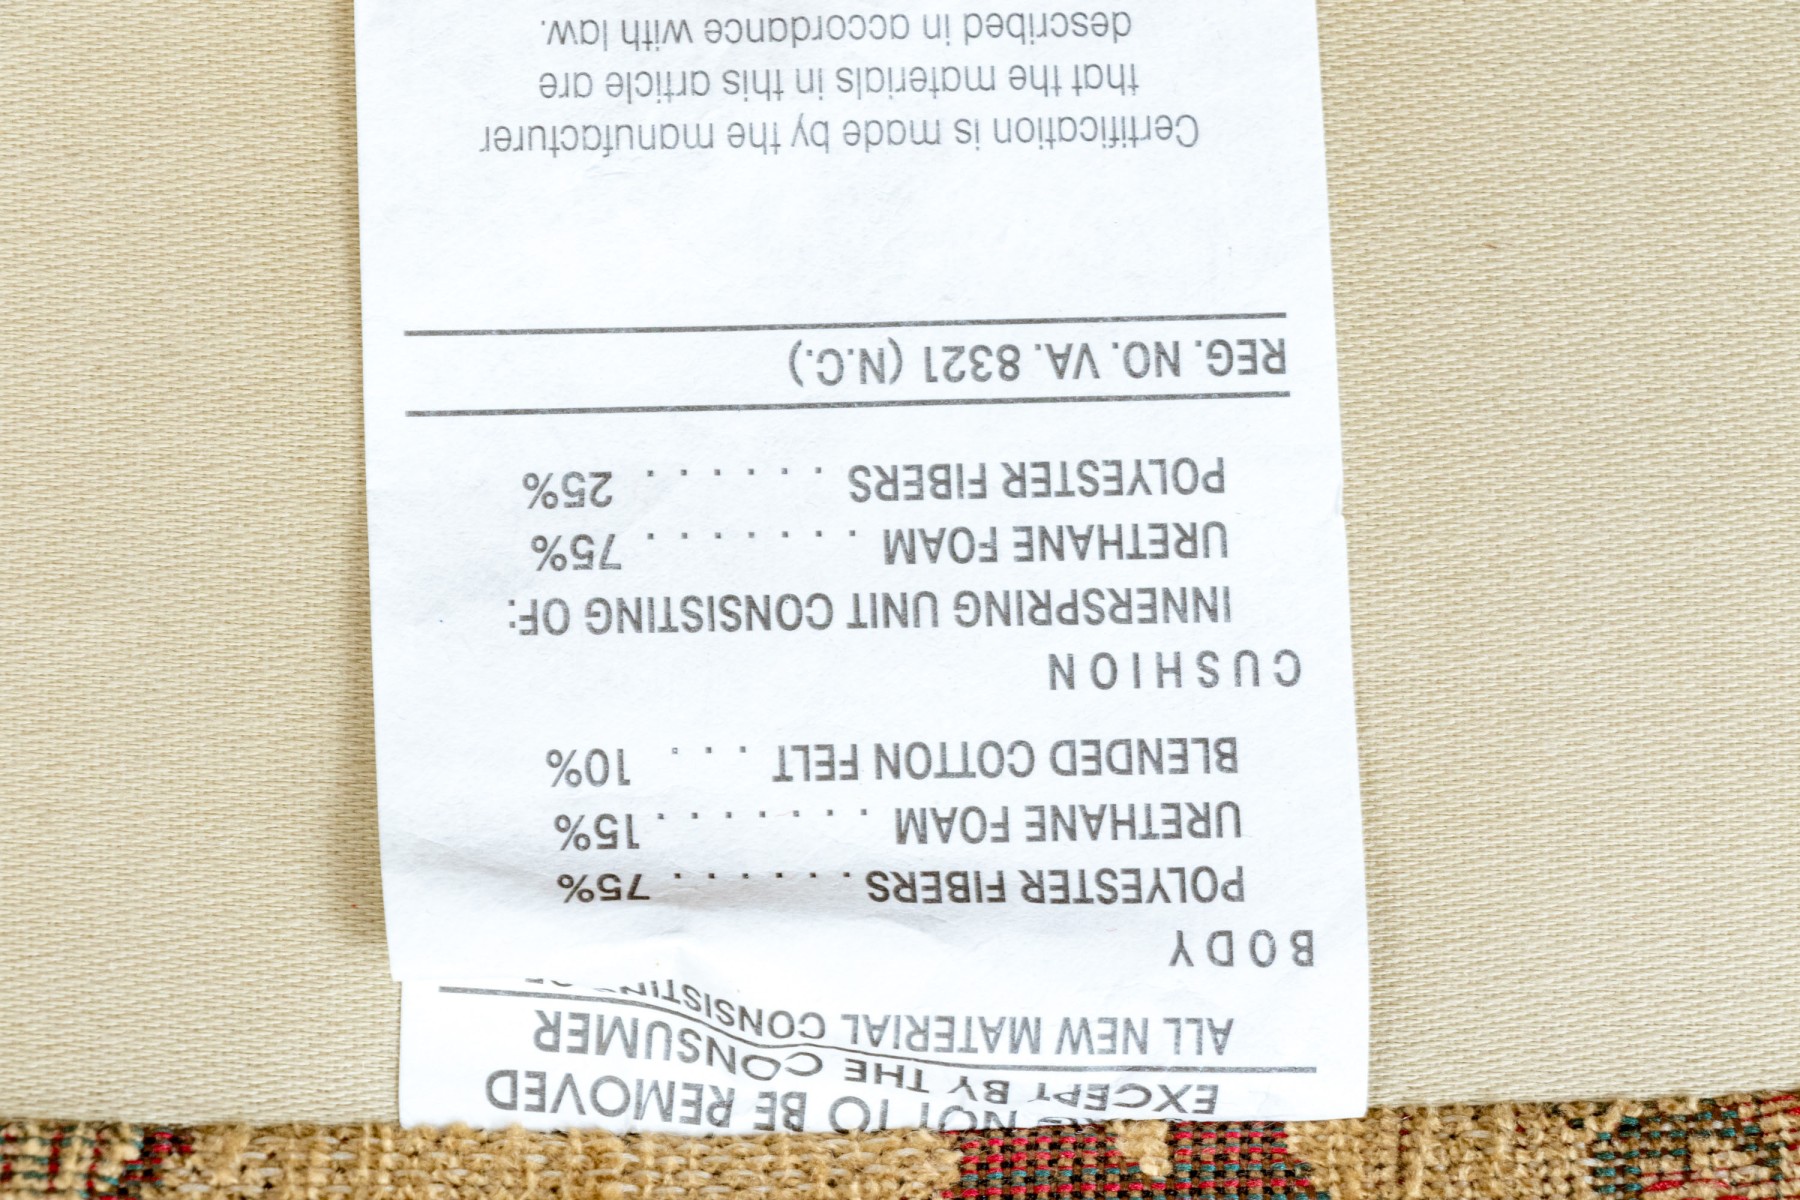 NOT TO BE REMOVED
EXCEPT BY THE CONSUMER
ALL NEW MATERIAL CONSISTING OF
BODY
POLYESTER FIBERS . . . . . . 75%
URETHANE FOAM . . . . . . . 15%
BLENDED COTTON FELT . . . 10%
CUSHION
INNERSPRING UNIT CONSISTING OF:
URETHANE FOAM . . . . . . . 75%
POLYESTER FIBERS . . . . . . 25%
REG. NO. VA. 8321 (N.C.)
Certification is made by the manufacturer
that the materials in this article are
described in accordance with law.